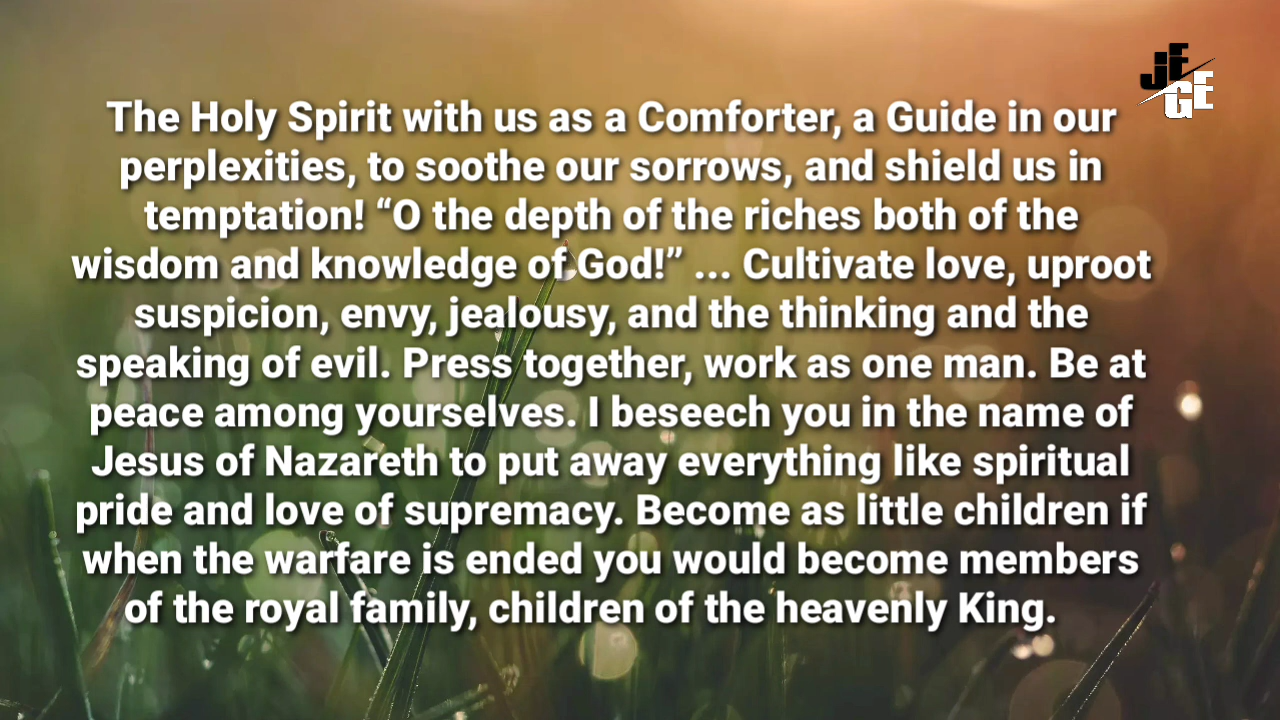 JF
GF
The Holy Spirit with us as a Comforter, a Guide in our
perplexities, to soothe our sorrows, and shield us in
temptation! “O the depth of the riches both of the
wisdom and knowledge of God!” ... Cultivate love, uproot
suspicion, envy, jealousy, and the thinking and the
speaking of evil. Press together, work as one man. Be at
peace among yourselves. I beseech you in the name of
Jesus of Nazareth to put away everything like spiritual
pride and love of supremacy. Become as little children if
when the warfare is ended you would become members
of the royal family, children of the heavenly King.